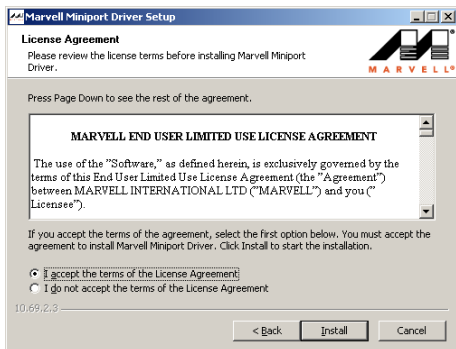 Marvell Miniport Driver Setup
License Agreement
Please review the license terms before installing Marvell Miniport
Driver.
MARVELL®
Press Page Down to see the rest of the agreement.
MARVELL END USER LIMITED USE LICENSE AGREEMENT
The use of the ”Software,” as defined herein, is exclusively governed by the
terms of this End User Limited Use License Agreement (the ”Agreement”)
between MARVELL INTERNATIONAL LTD (”MARVELL”) and you (”
Licensee”).
If you accept the terms of the agreement, select the first option below. You must accept the
agreement to install Marvell Miniport Driver. Click Install to start the installation.
I accept the terms of the License Agreement
I do not accept the terms of the License Agreement
10.69.2.3
< Back Install Cancel